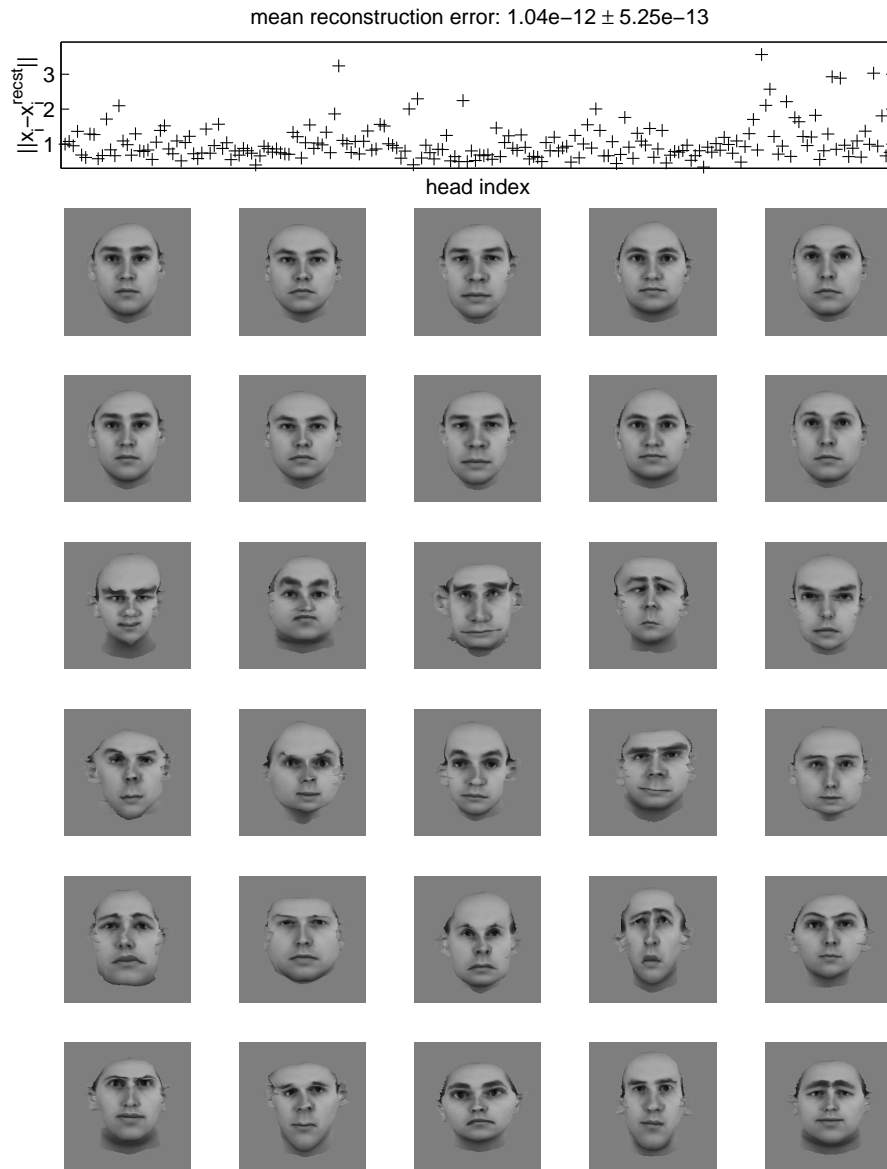 mean reconstruction error: 1.04e−12 ± 5.25e−13
||x_i−x_i^recst||
3
2
1
head index